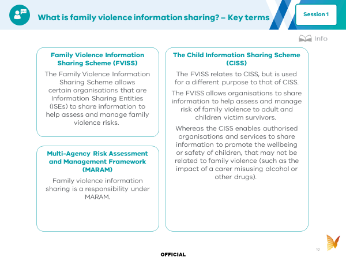 What is family violence information sharing? – Key terms
Session 1
Info
Family Violence Information
Sharing Scheme (FVISS)
The Family Violence Information
Sharing Scheme allows
certain organisations that are
Information Sharing Entities
(ISEs) to share information to
help assess and manage family
violence risks.
Multi-Agency Risk Assessment
and Management Framework
(MARAM)
Family violence information
sharing is a responsibility under
MARAM.
The Child Information Sharing Scheme
(CISS)
The FVISS relates to CISS, but is used
for a different purpose to that of CISS.
The FVISS allows organisations to share
information to help assess and manage
risk of family violence to adult and
children victim survivors.
Whereas the CISS enables authorised
organisations and services to share
information to promote the wellbeing
or safety of children, that may not be
related to family violence (such as the
impact of a carer misusing alcohol or
other drugs).
OFFICIAL